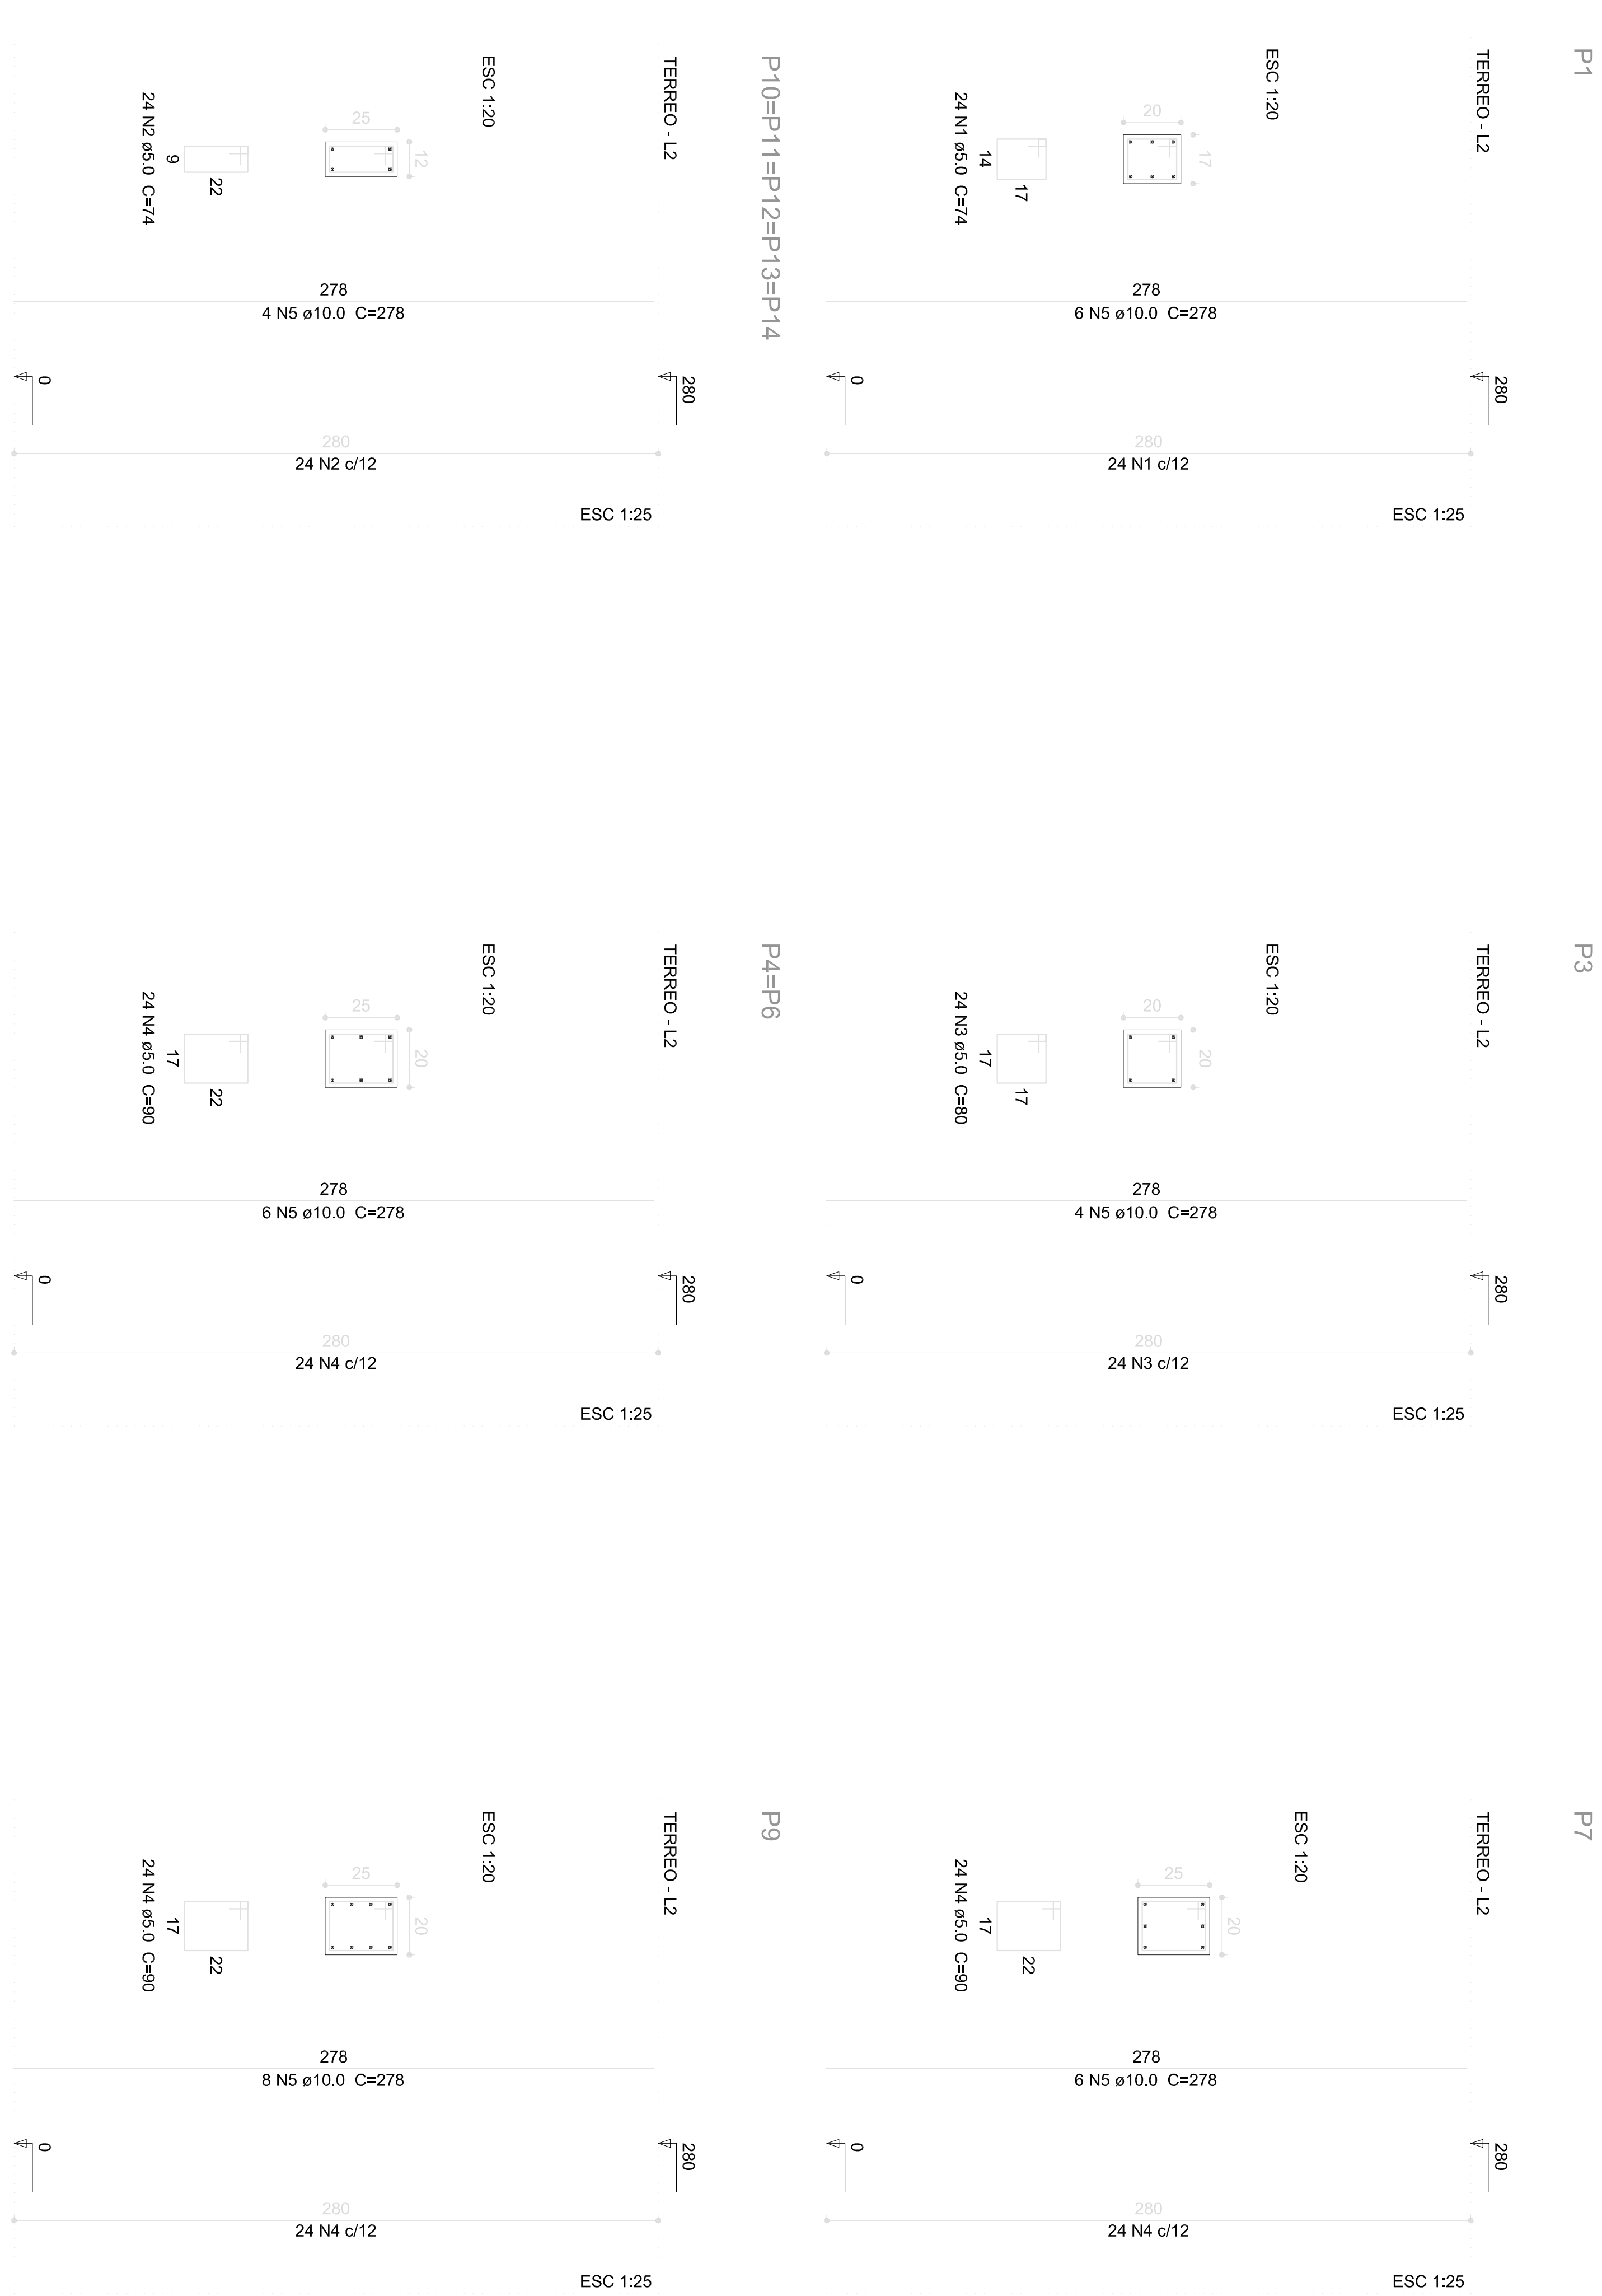 P1
TERREO - L2
ESC 1:20
20
17
14
17
24 N1 ø5.0  C=74
278
6 N5 ø10.0  C=278
280
0
280
24 N1 c/12
ESC 1:25
P10=P11=P12=P13=P14
TERREO - L2
ESC 1:20
25
12
9
22
24 N2 ø5.0  C=74
278
4 N5 ø10.0  C=278
280
0
280
24 N2 c/12
ESC 1:25
P3
TERREO - L2
ESC 1:20
20
20
17
17
24 N3 ø5.0  C=80
278
4 N5 ø10.0  C=278
280
0
280
24 N3 c/12
ESC 1:25
P4=P6
TERREO - L2
ESC 1:20
25
20
17
22
24 N4 ø5.0  C=90
278
6 N5 ø10.0  C=278
280
0
280
24 N4 c/12
ESC 1:25
P7
TERREO - L2
ESC 1:20
25
20
17
22
24 N4 ø5.0  C=90
278
6 N5 ø10.0  C=278
280
0
280
24 N4 c/12
ESC 1:25
P9
TERREO - L2
ESC 1:20
25
20
17
22
24 N4 ø5.0  C=90
278
8 N5 ø10.0  C=278
280
0
280
24 N4 c/12
ESC 1:25